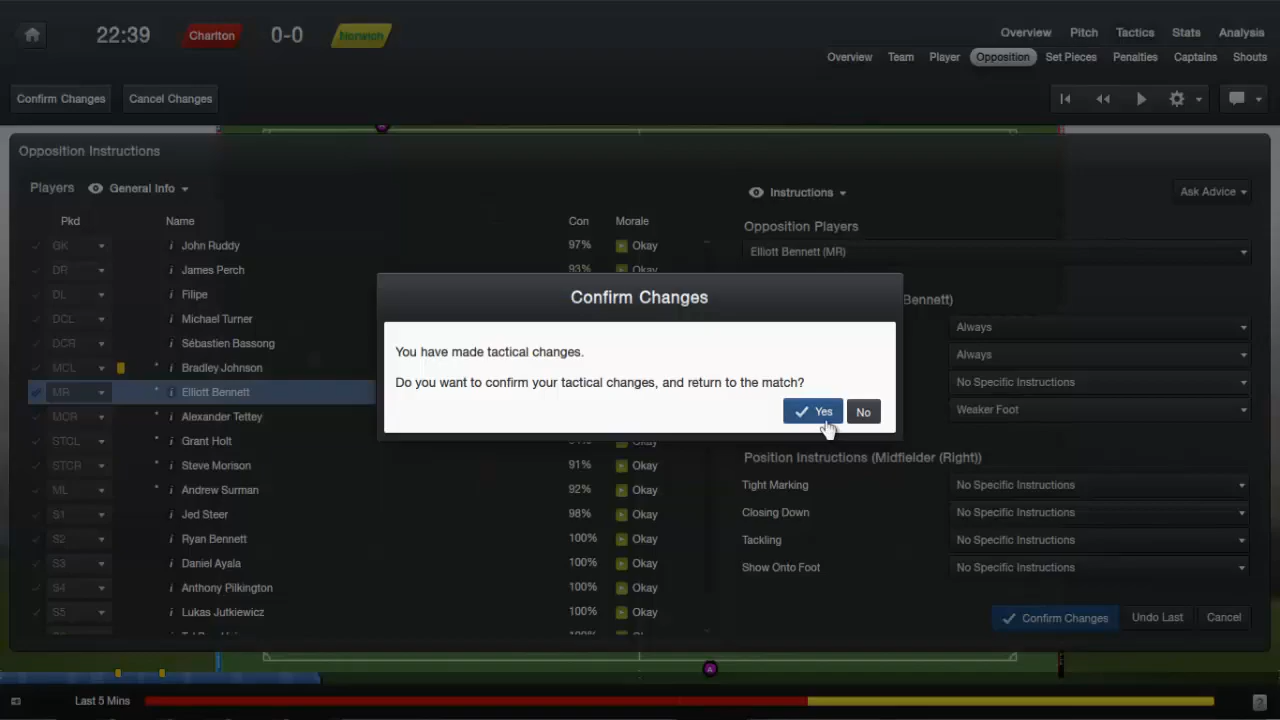 22:39 Charlton 0-0 Norwich
Overview Pitch Tactics Stats Analysis
Overview Team Player Opposition Set Pieces Penalties Captains Shouts
Confirm Changes Cancel Changes
Opposition Instructions
Players General Info
Instructions
Ask Advice
Pkd Name Con Morale
Opposition Players
GK i John Ruddy 97% Okay
Elliott Bennett (MR)
DR i James Perch 93% Okay
DL i Filipe
Confirm Changes
Bennett)
DCL i Michael Turner
Always
DCR i Sébastien Bassong
You have made tactical changes.
Always
MCL * i Bradley Johnson
Do you want to confirm your tactical changes, and return to the match?
No Specific Instructions
MR * i Elliott Bennett
Yes No
Weaker Foot
MCR * i Alexander Tettey
STCL i Grant Holt Okay
Position Instructions (Midfielder (Right))
STCR * i Steve Morison 91% Okay
Tight Marking No Specific Instructions
ML * i Andrew Surman 92% Okay
Closing Down No Specific Instructions
S1 i Jed Steer 98% Okay
Tackling No Specific Instructions
S2 i Ryan Bennett 100% Okay
Show Onto Foot No Specific Instructions
S3 i Daniel Ayala 100% Okay
S4 i Anthony Pilkington 100% Okay
S5 i Lukas Jutkiewicz 100% Okay
Confirm Changes Undo Last Cancel
Last 5 Mins
?